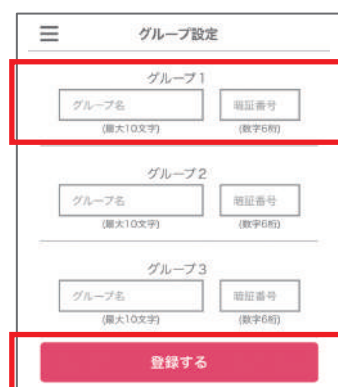 グループ設定
グループ1
グループ名 暗証番号
(最大10文字) (数字6桁)
グループ2
グループ名 暗証番号
(最大10文字) (数字6桁)
グループ3
グループ名 暗証番号
(最大10文字) (数字6桁)
登録する